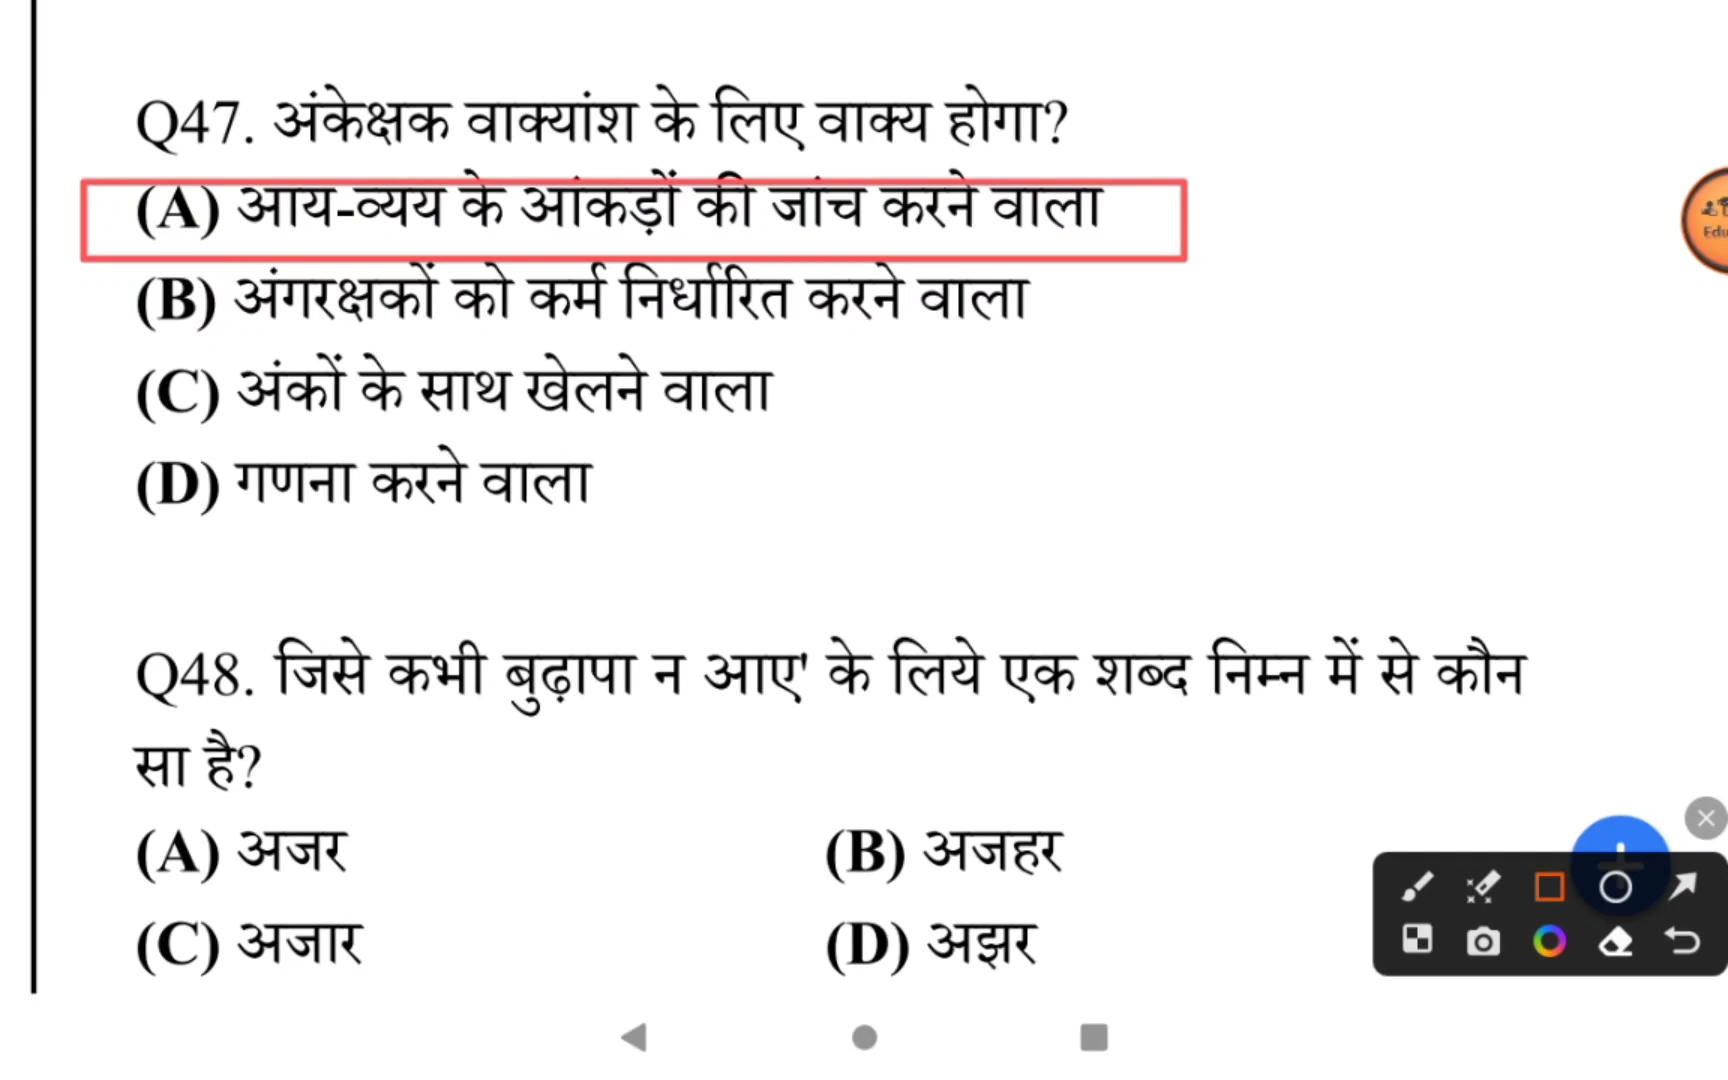 Q47. अंकेक्षक वाक्यांश के लिए वाक्य होगा?
(A) आय-व्यय के आंकड़ों की जांच करने वाला
(B) अंगरक्षकों को कर्म निर्धारित करने वाला
(C) अंकों के साथ खेलने वाला
(D) गणना करने वाला
Q48. जिसे कभी बुढ़ापा न आए' के लिये एक शब्द निम्न में से कौन
सा है?
(A) अजर (B) अजहर
(C) अजार (D) अझर
Edu